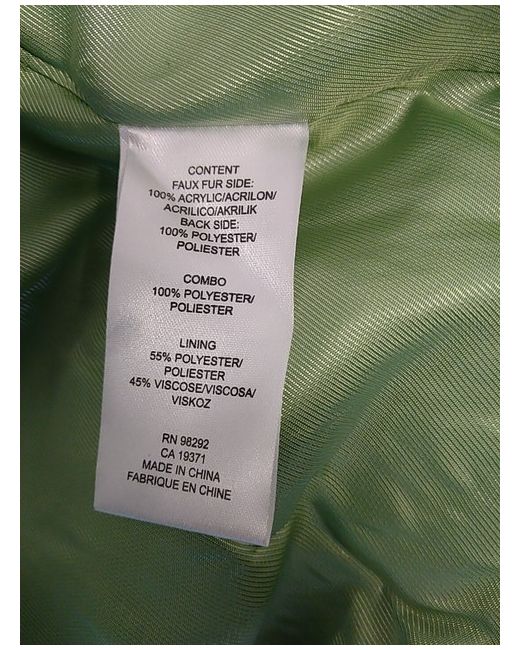 CONTENT
FAUX FUR SIDE:
100% ACRYLIC/ACRILON/
ACRILICO/AKRILIK
BACK SIDE:
100% POLYESTER/
POLIESTER
COMBO
100% POLYESTER/
POLIESTER
LINING
55% POLYESTER/
POLIESTER
45% VISCOSE/VISCOSA/
VISKOZ
RN 98292
CA 19371
MADE IN CHINA
FABRIQUE EN CHINE